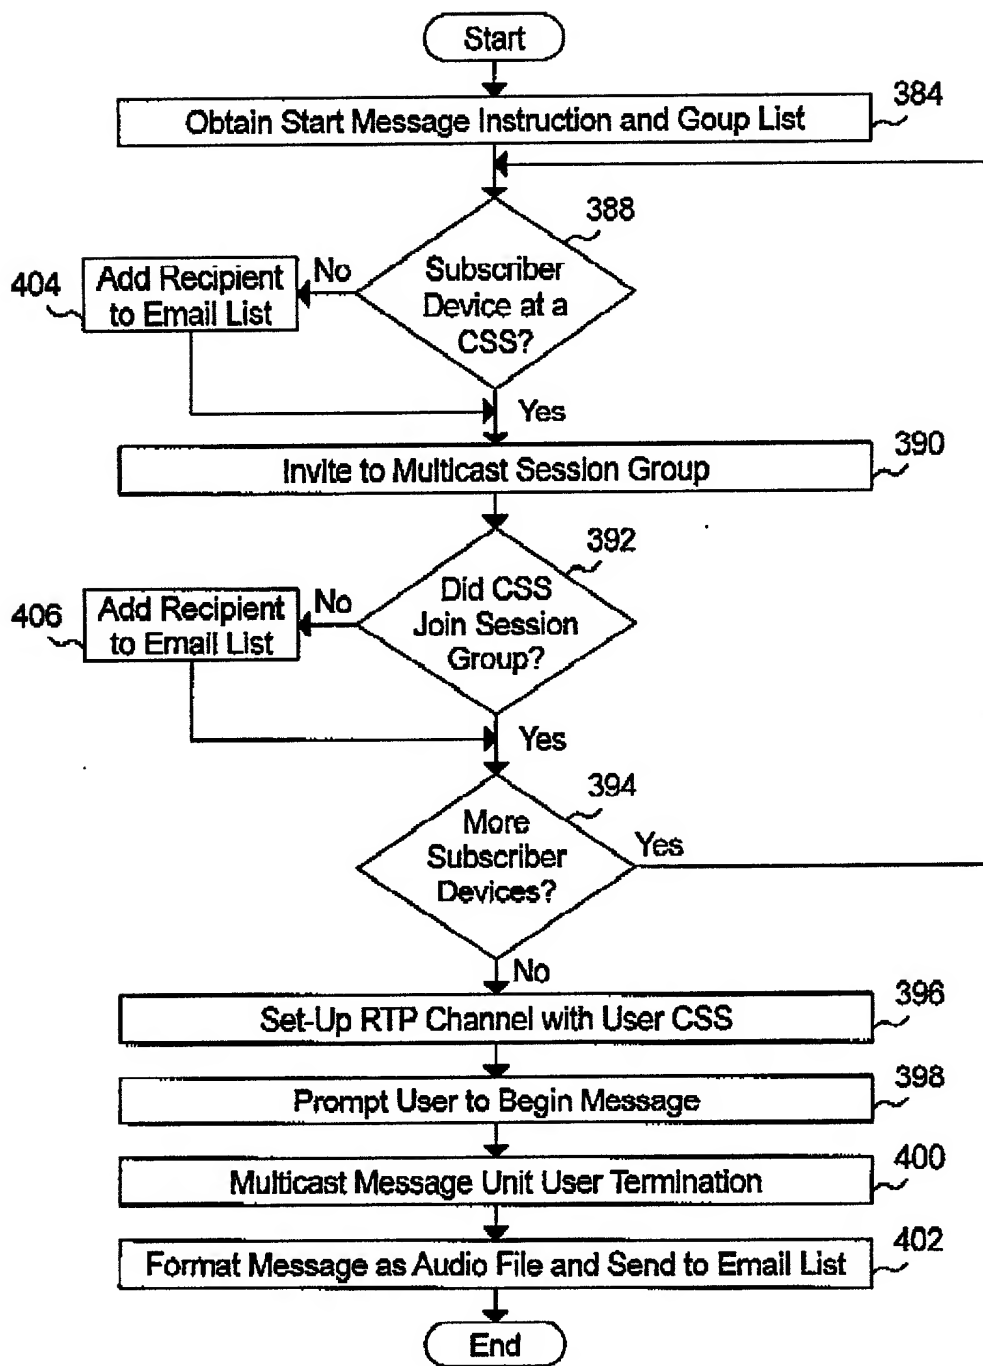 Start
384
Obtain Start Message Instruction and Goup List
388
Subscriber
Device at a
CSS?
No
404
Add Recipient
to Email List
Yes
390
Invite to Multicast Session Group
392
Did CSS
Join Session
Group?
No
406
Add Recipient
to Email List
Yes
394
More
Subscriber
Devices?
Yes
No
396
Set-Up RTP Channel with User CSS
398
Prompt User to Begin Message
400
Multicast Message Unit User Termination
402
Format Message as Audio File and Send to Email List
End